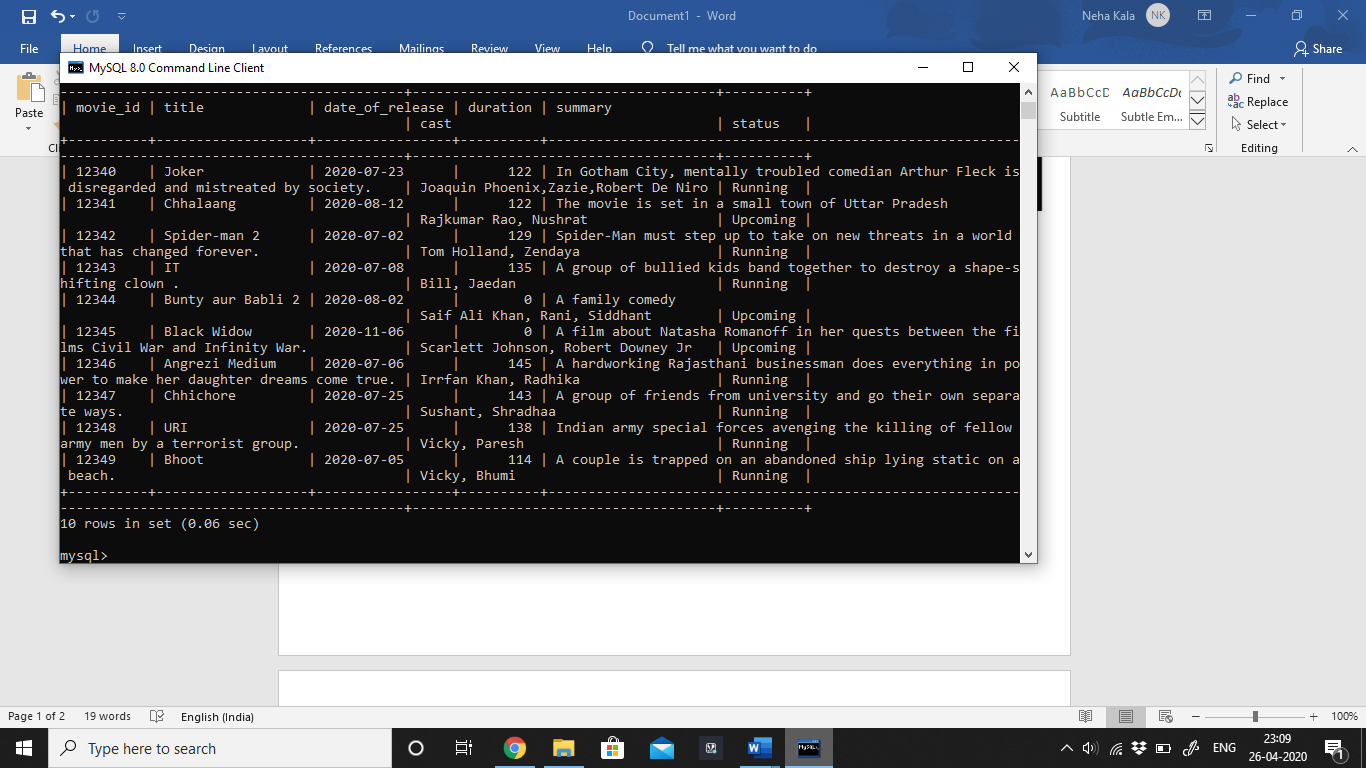 Document1 - Word
Neha Kala NK
File Home Insert Design Layout References Mailings Review View Help Tell me what you want to do Share
MySQL 8.0 Command Line Client
Paste
AaBbCcD AaBbCcDc
Subtitle Subtle Em...
Find
Replace
Select
Editing
-----------------------------------------+-------------------------------------+----------+
| movie_id | title | date_of_release | duration | summary
| cast | status |
+----------+-------------------+-----------------+----------+----------------------------------------------------------
-----------------------------------------+-------------------------------------+----------+
| 12340 | Joker | 2020-07-23 | 122 | In Gotham City, mentally troubled comedian Arthur Fleck is
disregarded and mistreated by society. | Joaquin Phoenix,Zazie,Robert De Niro | Running |
| 12341 | Chhalaang | 2020-08-12 | 122 | The movie is set in a small town of Uttar Pradesh
| Rajkumar Rao, Nushrat | Upcoming |
| 12342 | Spider-man 2 | 2020-07-02 | 129 | Spider-Man must step up to take on new threats in a world
that has changed forever. | Tom Holland, Zendaya | Running |
| 12343 | IT | 2020-07-08 | 135 | A group of bullied kids band together to destroy a shape-s
hifting clown . | Bill, Jaedan | Running |
| 12344 | Bunty aur Babli 2 | 2020-08-02 | 0 | A family comedy
| Saif Ali Khan, Rani, Siddhant | Upcoming |
| 12345 | Black Widow | 2020-11-06 | 0 | A film about Natasha Romanoff in her quests between the fi
lms Civil War and Infinity War. | Scarlett Johnson, Robert Downey Jr | Upcoming |
| 12346 | Angrezi Medium | 2020-07-06 | 145 | A hardworking Rajasthani businessman does everything in po
wer to make her daughter dreams come true. | Irrfan Khan, Radhika | Running |
| 12347 | Chhichore | 2020-07-25 | 143 | A group of friends from university and go their own separa
te ways. | Sushant, Shradhaa | Running |
| 12348 | URI | 2020-07-25 | 138 | Indian army special forces avenging the killing of fellow
army men by a terrorist group. | Vicky, Paresh | Running |
| 12349 | Bhoot | 2020-07-05 | 114 | A couple is trapped on an abandoned ship lying static on a
beach. | Vicky, Bhumi | Running |
+----------+-------------------+-----------------+----------+----------------------------------------------------------
-----------------------------------------+-------------------------------------+----------+
10 rows in set (0.06 sec)
mysql>
Page 1 of 2 19 words English (India) 100%
Type here to search
ENG
23:09
26-04-2020
1